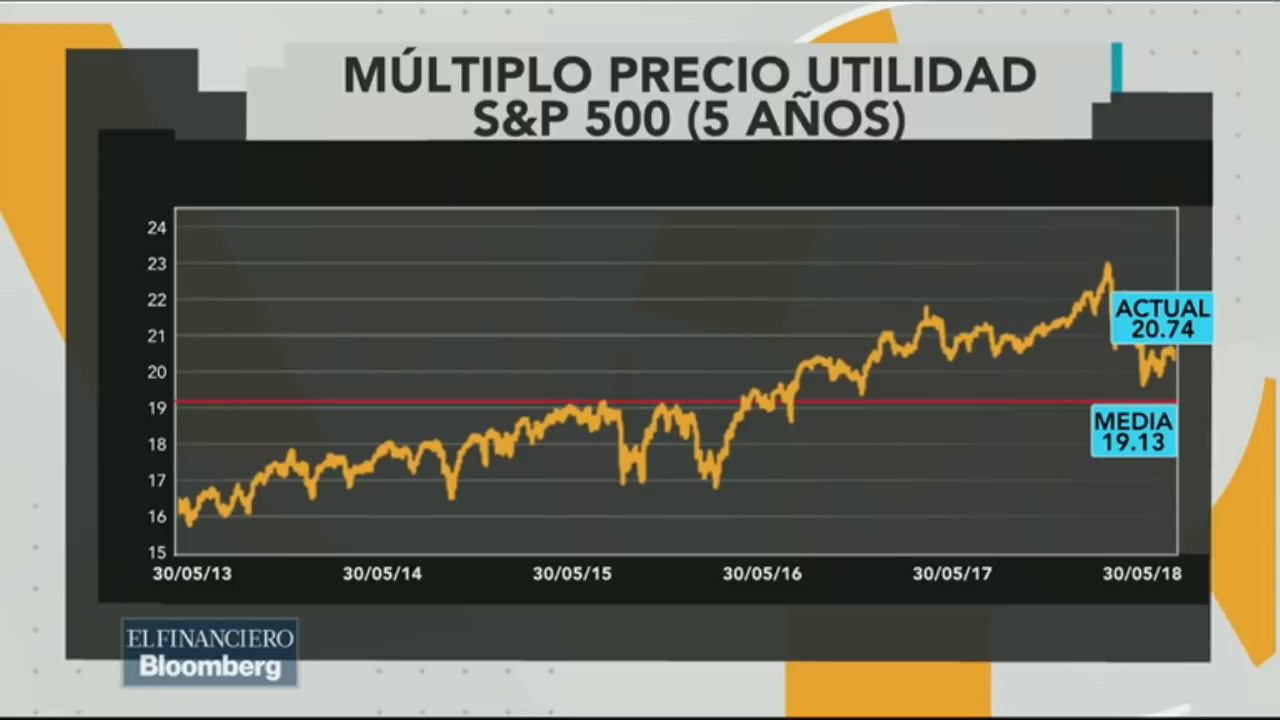 MÚLTIPLO PRECIO UTILIDAD
S&P 500 (5 AÑOS)
24
23
22
21
20
19
18
17
16
15
ACTUAL
20.74
MEDIA
19.13
30/05/13 30/05/14 30/05/15 30/05/16 30/05/17 30/05/18
EL FINANCIERO
Bloomberg